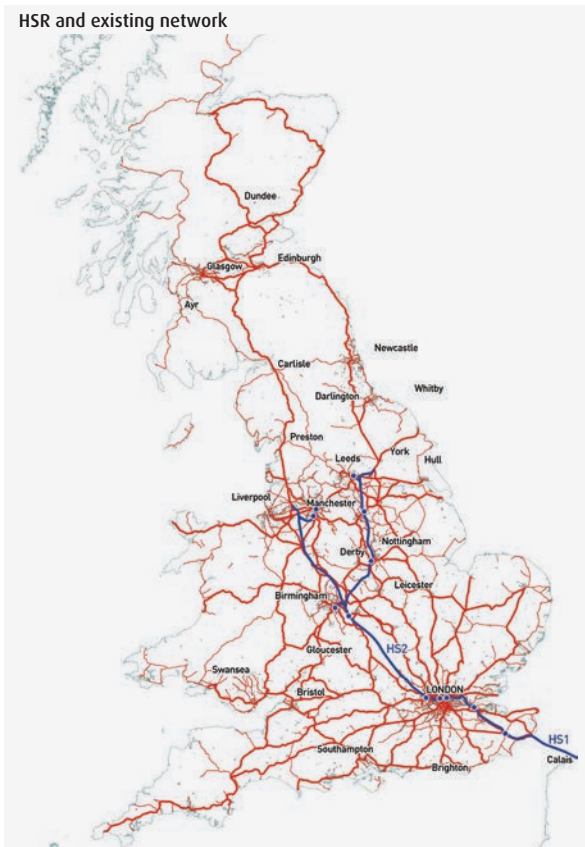 HSR and existing network
Dundee
Glasgow
Edinburgh
Ayr
Newcastle
Carlisle
Whitby
Darlington
Preston
York
Leeds
Hull
Liverpool
Manchester
Nottingham
Derby
Leicester
Birmingham
HS2
Gloucester
Swansea
LONDON
Bristol
HS1
Southampton
Calais
Brighton